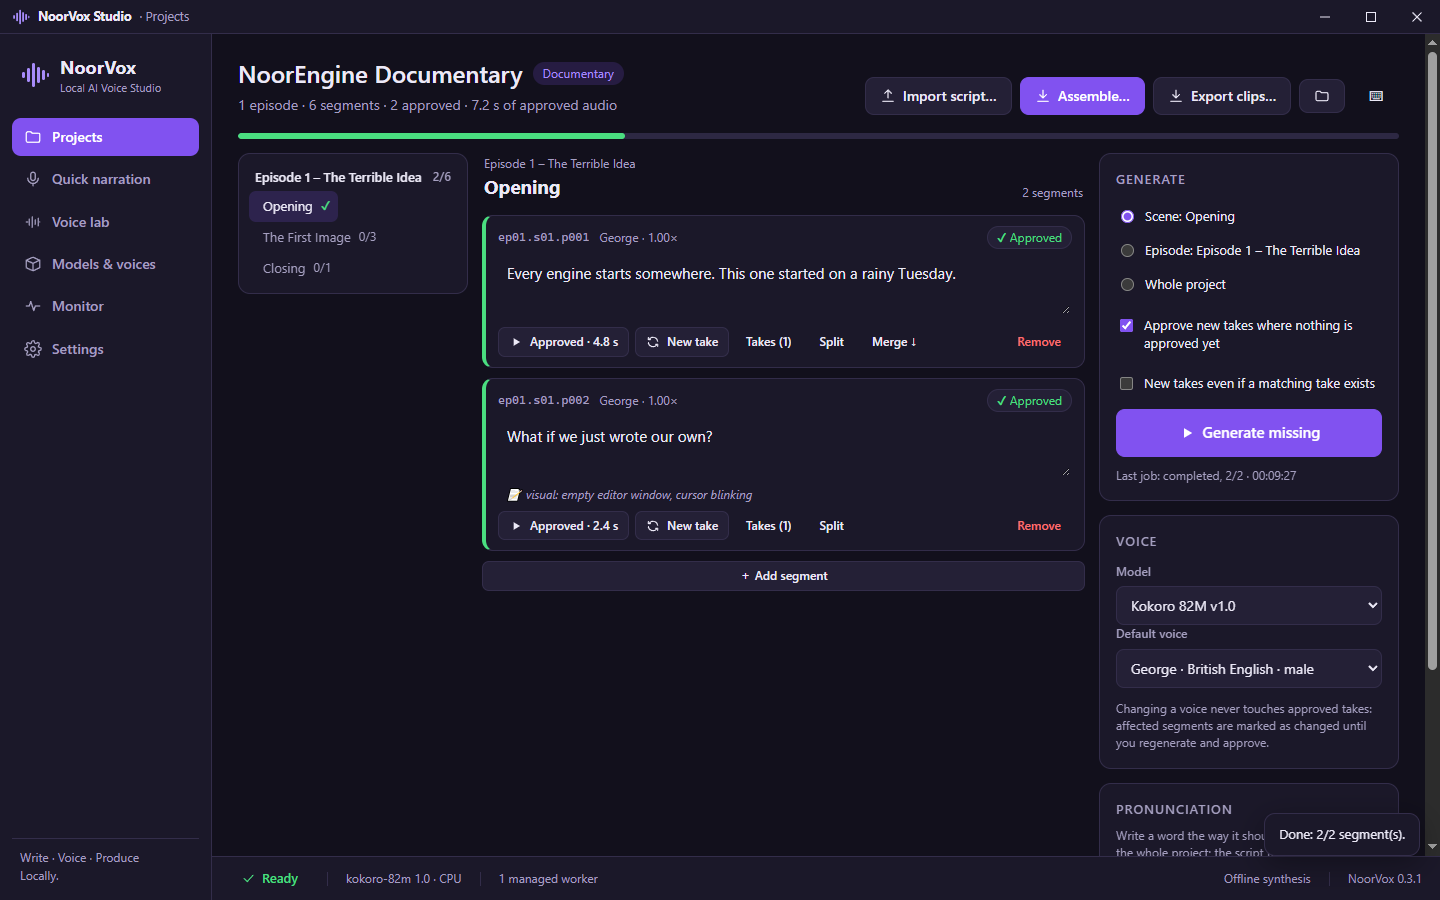 NoorVox Studio · Projects
NoorVox
Local AI Voice Studio
Projects
Quick narration
Voice lab
Models & voices
Monitor
Settings
Write · Voice · Produce
Locally.
NoorEngine Documentary Documentary
1 episode · 6 segments · 2 approved · 7.2 s of approved audio
Import script...
Assemble...
Export clips...
Episode 1 – The Terrible Idea 2/6
Opening ✓
The First Image 0/3
Closing 0/1
Episode 1 – The Terrible Idea
Opening
2 segments
ep01.s01.p001 George · 1.00×
✓ Approved
Every engine starts somewhere. This one started on a rainy Tuesday.
Approved · 4.8 s
New take
Takes (1)
Split
Merge ↓
Remove
ep01.s01.p002 George · 1.00×
✓ Approved
What if we just wrote our own?
visual: empty editor window, cursor blinking
Approved · 2.4 s
New take
Takes (1)
Split
Remove
+ Add segment
GENERATE
Scene: Opening
Episode: Episode 1 – The Terrible Idea
Whole project
Approve new takes where nothing is
approved yet
New takes even if a matching take exists
Generate missing
Last job: completed, 2/2 · 00:09:27
VOICE
Model
Kokoro 82M v1.0
Default voice
George · British English · male
Changing a voice never touches approved takes:
affected segments are marked as changed until
you regenerate and approve.
PRONUNCIATION
Write a word the way it
the whole project; the script
Done: 2/2 segment(s).
✓ Ready
kokoro-82m 1.0 · CPU
1 managed worker
Offline synthesis
NoorVox 0.3.1